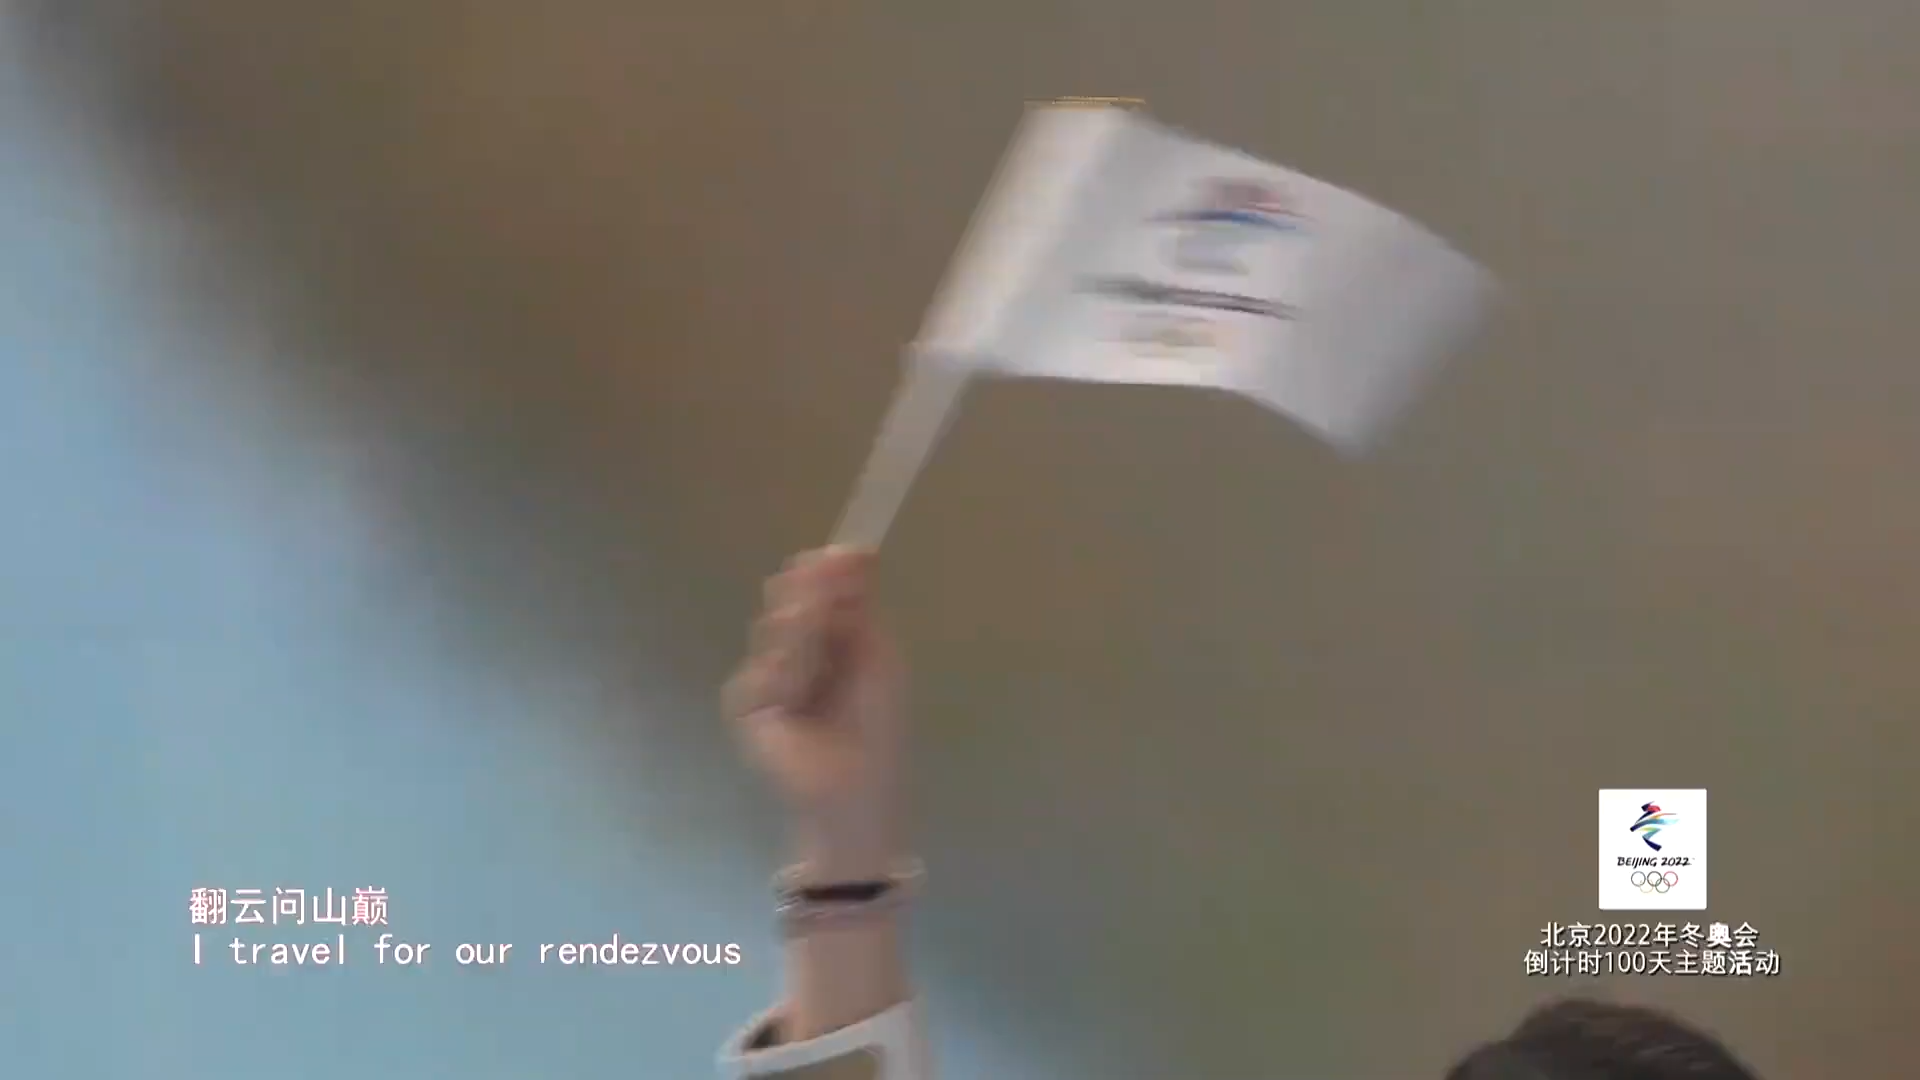 翻云问山巅
I travel for our rendezvous
BEIJING 2022
北京2022年冬奥会
倒计时100天主题活动